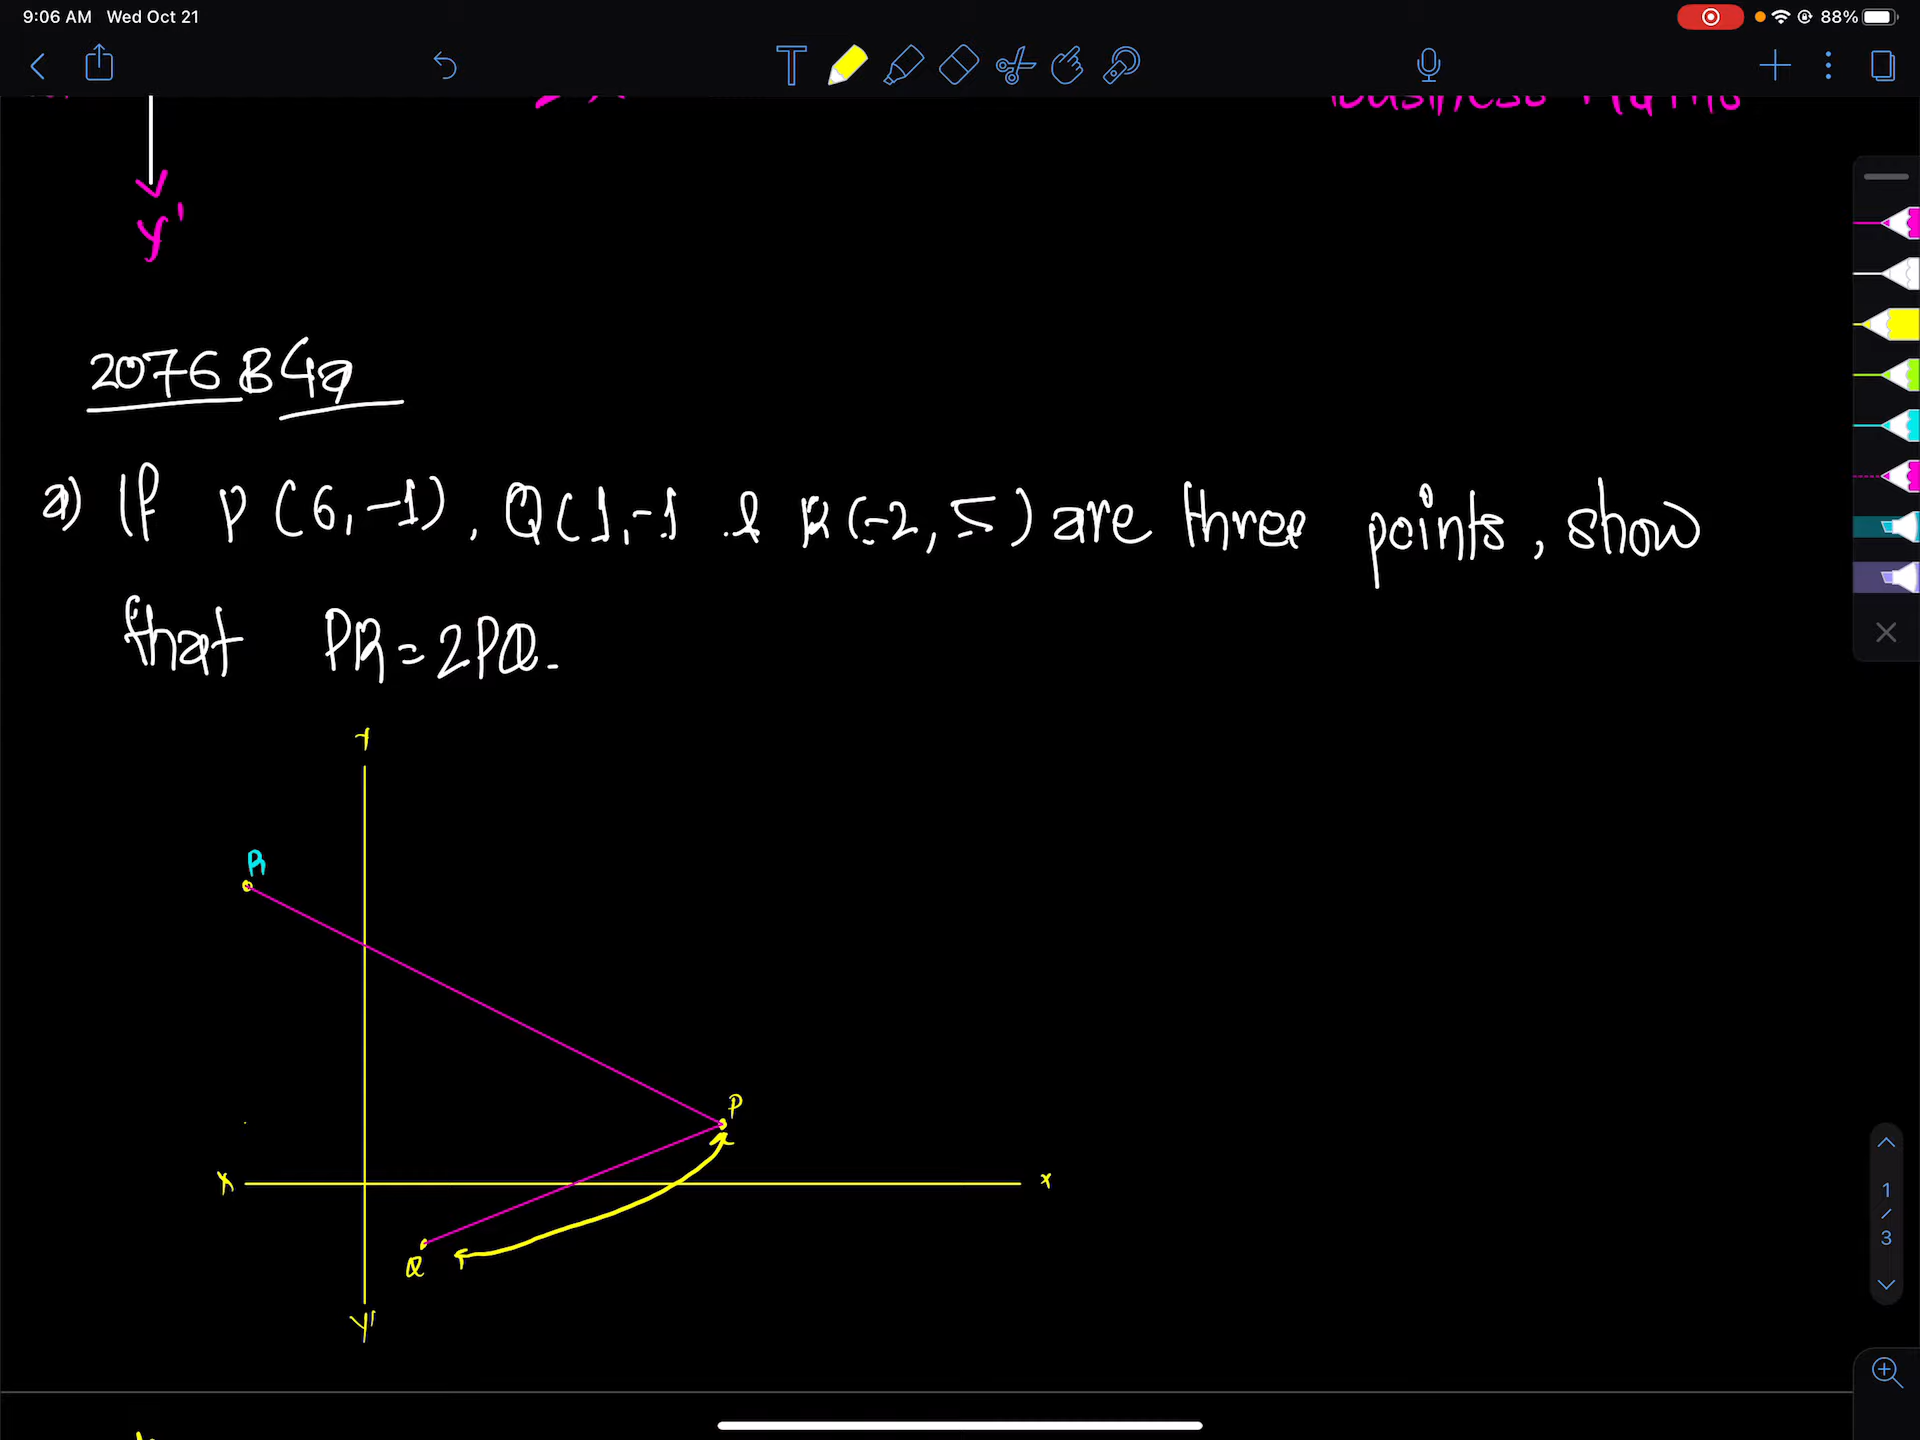 9:06 AM Wed Oct 21
88%
y'
2076 B4a
a) If P(6,-1), Q(1,-1 & R(-2,5) are three points, show
that PR=2PQ.
Y
R
P
X
x
Q
y'
1
/
3